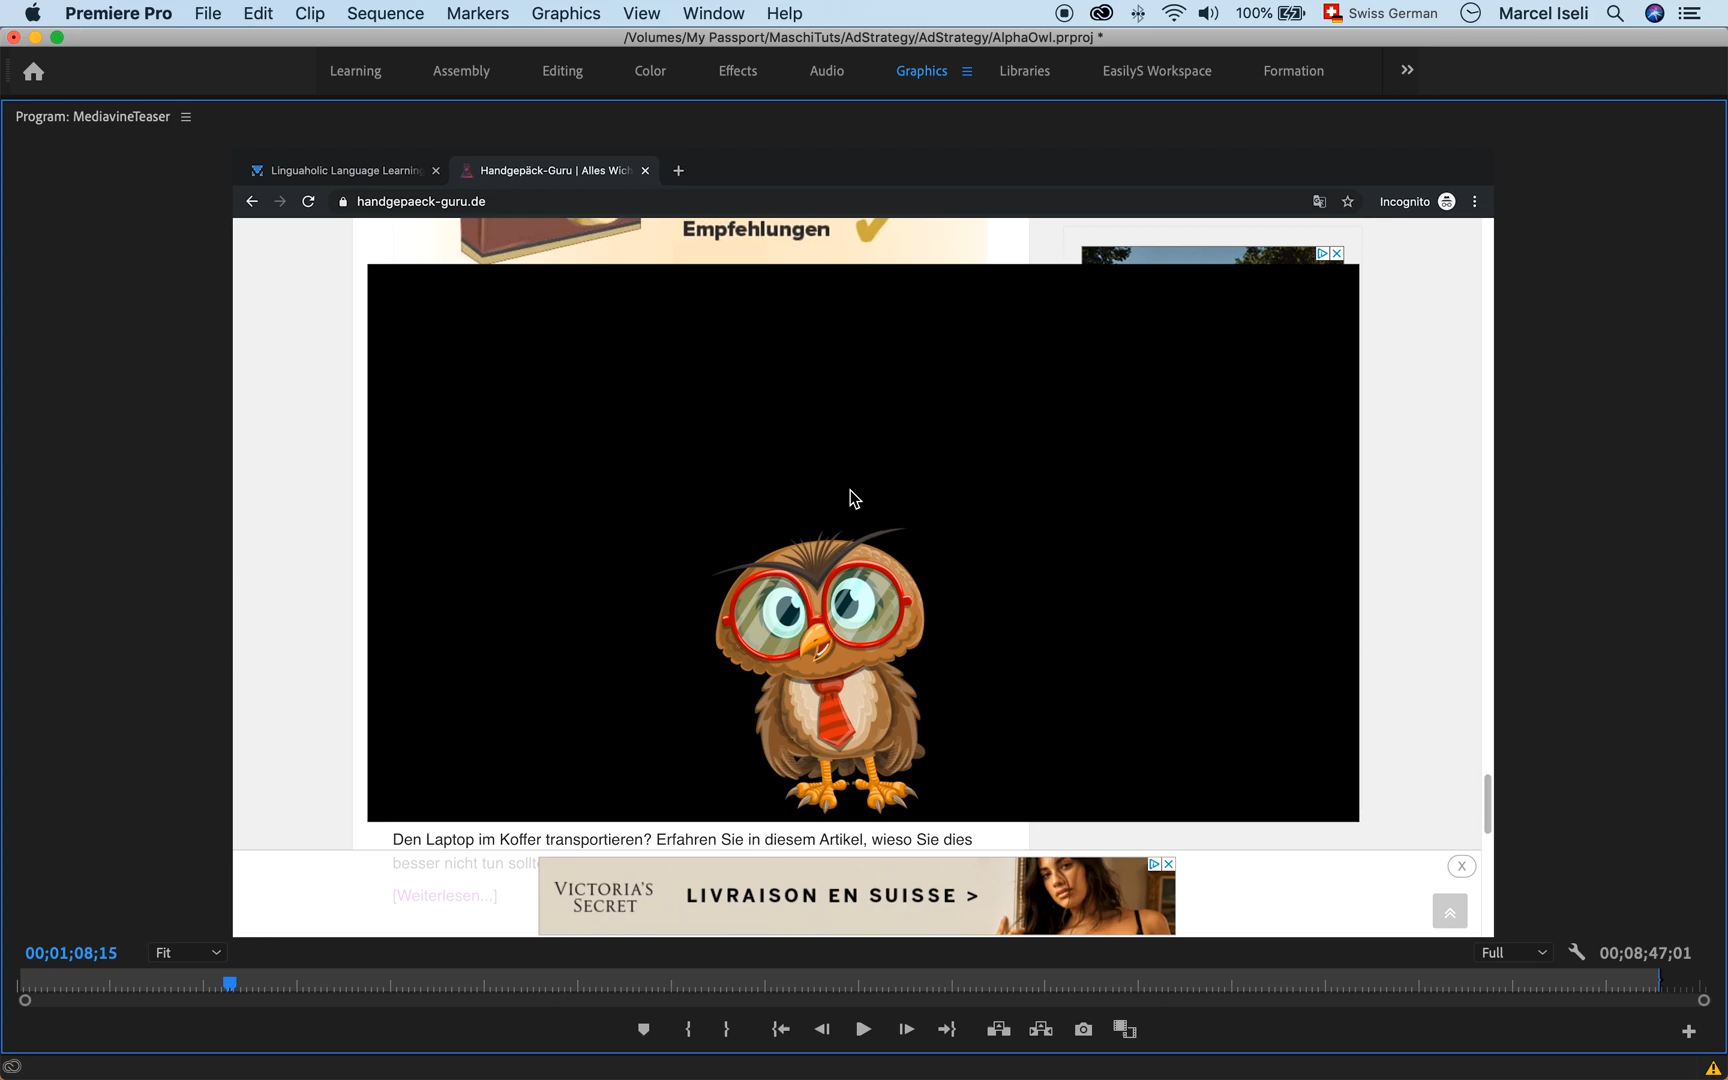 Premiere Pro File Edit Clip Sequence Markers Graphics View Window Help 100% Swiss German Marcel Iseli
/Volumes/My Passport/MaschiTuts/AdStrategy/AdStrategy/AlphaOwl.prproj *
Learning Assembly Editing Color Effects Audio Graphics Libraries EasilyS Workspace Formation
Program: MediavineTeaser
Linguaholic Language Learning Handgepäck-Guru | Alles Wich
handgepaeck-guru.de Incognito
Empfehlungen
Den Laptop im Koffer transportieren? Erfahren Sie in diesem Artikel, wieso Sie dies
besser nicht tun sollt
[Weiterlesen...]
VICTORIA'S
SECRET
LIVRAISON EN SUISSE >
X
00;01;08;15 Fit Full 00;08;47;01